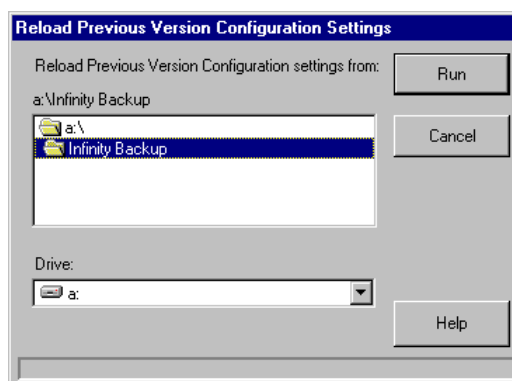 Reload Previous Version Configuration Settings
Reload Previous Version Configuration settings from:
a:\Infinity Backup
a:\
Infinity Backup
Drive:
a:
Run
Cancel
Help